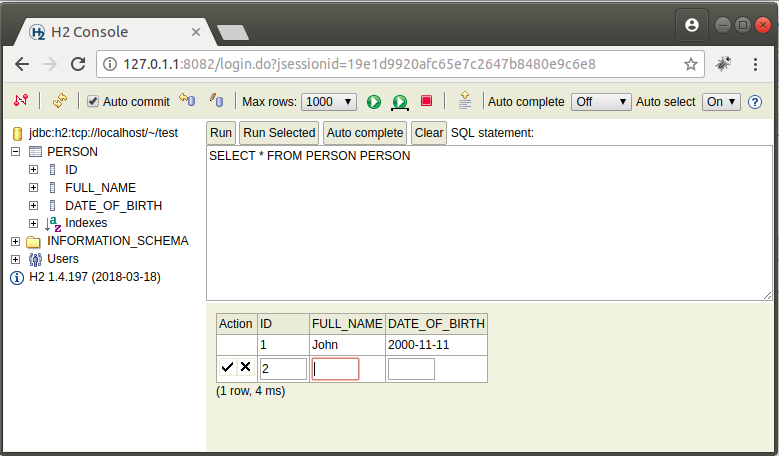 H2 Console
127.0.1.1:8082/login.do?jsessionid=19e1d9920afc65e7c2647b8480e9c6e8
Auto commit Max rows: 1000 Auto complete Off Auto select On
jdbc:h2:tcp://localhost/~/test
PERSON
ID
FULL_NAME
DATE_OF_BIRTH
Indexes
INFORMATION_SCHEMA
Users
H2 1.4.197 (2018-03-18)
Run Run Selected Auto complete Clear SQL statement:
SELECT * FROM PERSON PERSON
Action ID FULL_NAME DATE_OF_BIRTH
1 John 2000-11-11
2
(1 row, 4 ms)